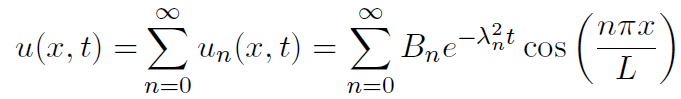 $u(x,t) = \sum_{n=0}^{\infty} u_n(x,t) = \sum_{n=0}^{\infty} B_n e^{-\lambda_n^2 t} \cos\left(\frac{n\pi x}{L}\right)$